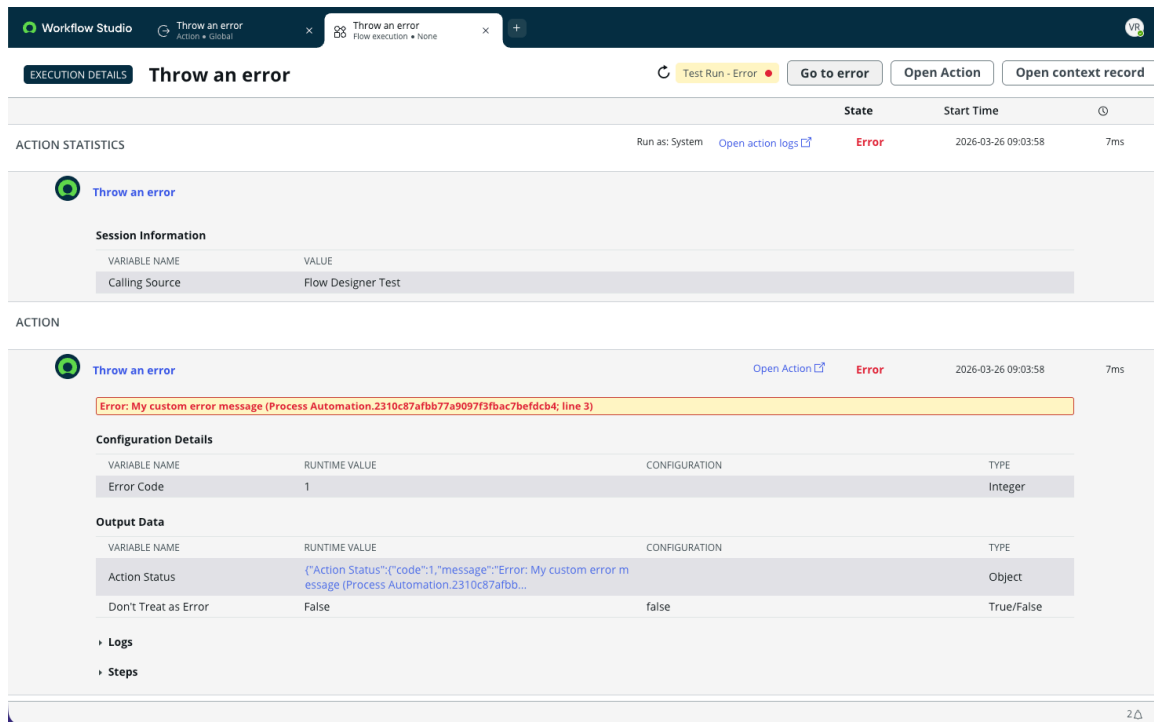 Workflow Studio
Throw an error
Action • Global
Throw an error
Flow execution • None
VR
EXECUTION DETAILS
Throw an error
Test Run - Error
Go to error
Open Action
Open context record
State
Start Time
ACTION STATISTICS
Run as: System
Open action logs
Error
2026-03-26 09:03:58
7ms
Throw an error
Session Information
VARIABLE NAME
VALUE
Calling Source
Flow Designer Test
ACTION
Throw an error
Open Action
Error
2026-03-26 09:03:58
7ms
Error: My custom error message (Process Automation.2310c87afbb77a9097f3fbac7befdcb4; line 3)
Configuration Details
VARIABLE NAME
RUNTIME VALUE
CONFIGURATION
TYPE
Error Code
1
Integer
Output Data
VARIABLE NAME
RUNTIME VALUE
CONFIGURATION
TYPE
Action Status
{"Action Status":{"code":1,"message":"Error: My custom error m
essage (Process Automation.2310c87afbb...
Object
Don't Treat as Error
False
false
True/False
Logs
Steps
2